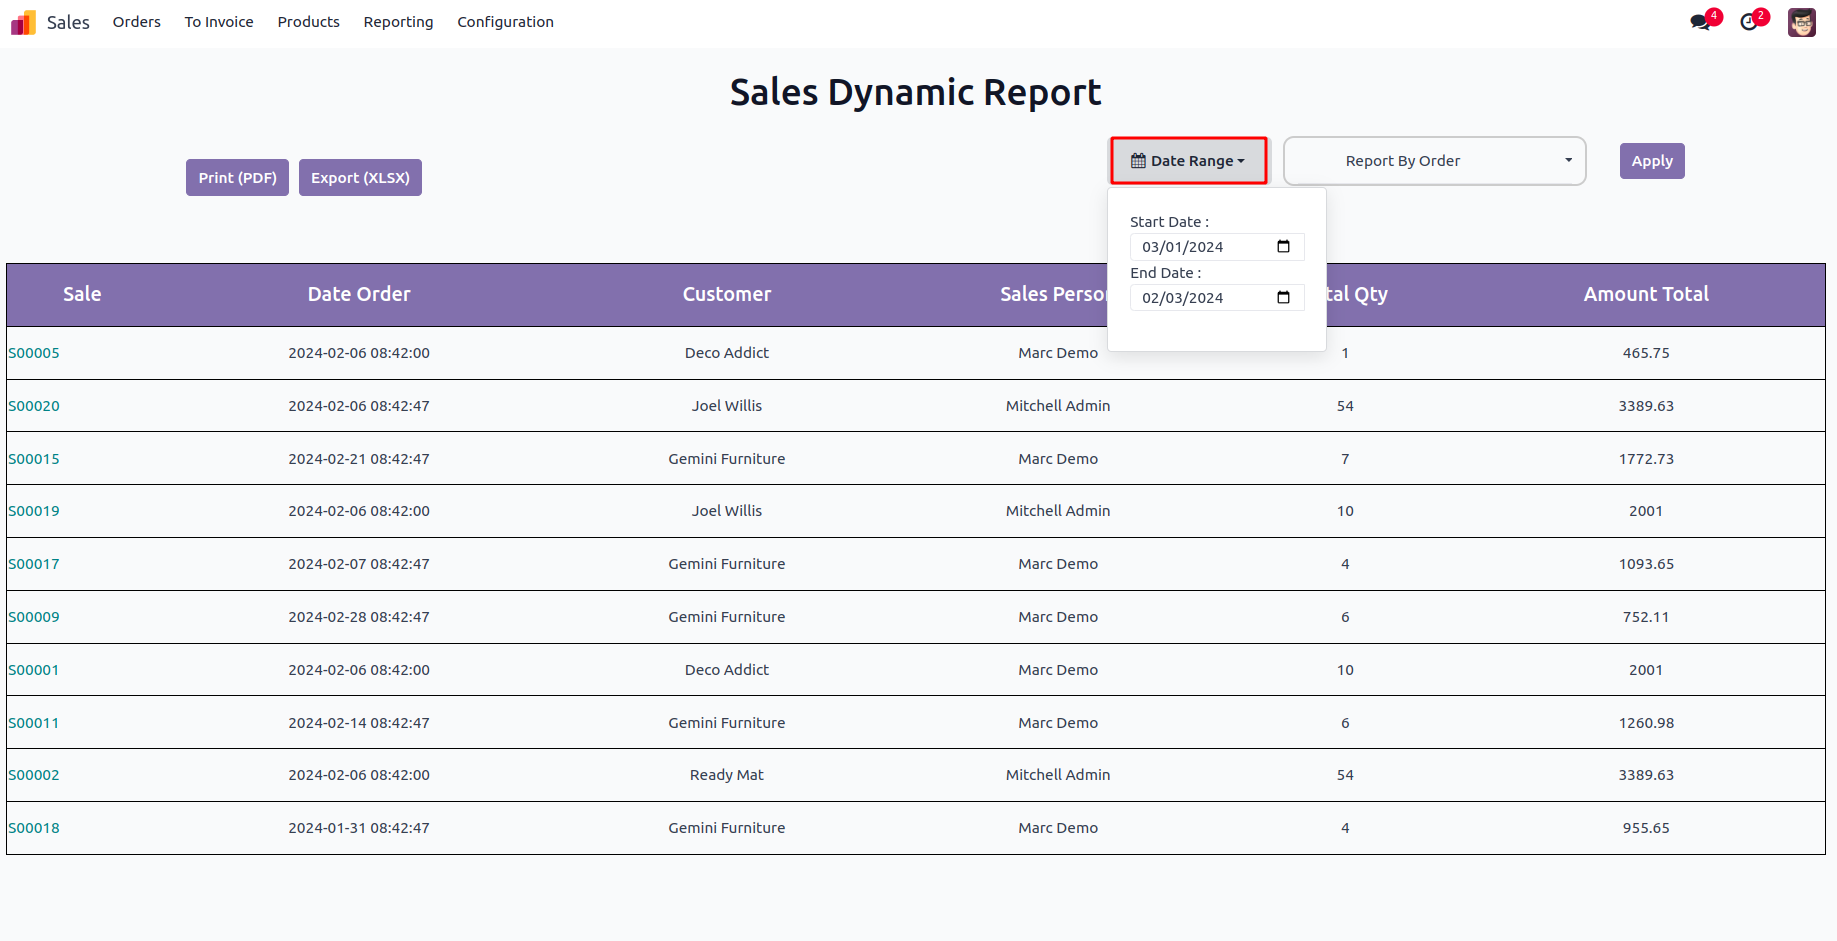 Sales Orders To Invoice Products Reporting Configuration 4 2
Sales Dynamic Report
Print (PDF) Export (XLSX) Date Range Report By Order Apply
Start Date :
03/01/2024
End Date :
02/03/2024
Sale Date Order Customer Sales Perso tal Qty Amount Total
S00005 2024-02-06 08:42:00 Deco Addict Marc Demo 1 465.75
S00020 2024-02-06 08:42:47 Joel Willis Mitchell Admin 54 3389.63
S00015 2024-02-21 08:42:47 Gemini Furniture Marc Demo 7 1772.73
S00019 2024-02-06 08:42:00 Joel Willis Mitchell Admin 10 2001
S00017 2024-02-07 08:42:47 Gemini Furniture Marc Demo 4 1093.65
S00009 2024-02-28 08:42:47 Gemini Furniture Marc Demo 6 752.11
S00001 2024-02-06 08:42:00 Deco Addict Marc Demo 10 2001
S00011 2024-02-14 08:42:47 Gemini Furniture Marc Demo 6 1260.98
S00002 2024-02-06 08:42:00 Ready Mat Mitchell Admin 54 3389.63
S00018 2024-01-31 08:42:47 Gemini Furniture Marc Demo 4 955.65